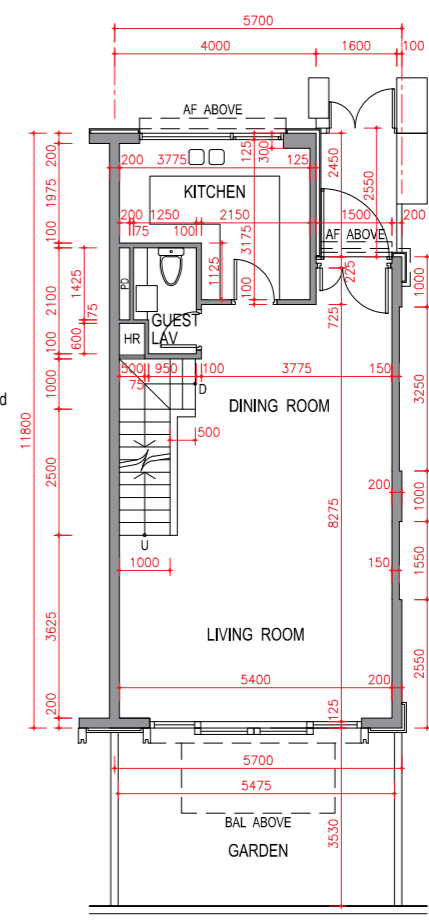 5700
4000 1600 100
AF ABOVE
200 3775 125 125 300
2450
2550
200
1975
KITCHEN
200 1250 2150 1500 200
75 100
AF ABOVE
3175
1125
100
225
725
100
1425
75
2100
PD
GUEST
LAV
HR
100
600
1000
3250
500 950 100 3775 150
75
D
DINING ROOM
1000
500
d
11800
2500
8275
200
1000
U
1000
150
1550
3625
LIVING ROOM
2550
5400 200
200
125
5700
5475
BAL ABOVE
3530
GARDEN